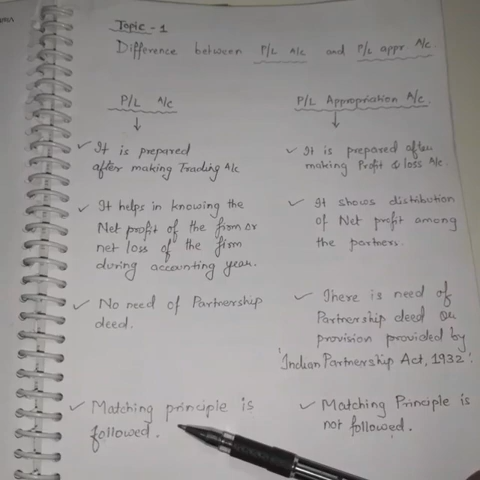 Topic - 1
Difference between P/L A/c and P/L appr A/c.
P/L A/c
It is prepared
after making Trading A/c
It helps in knowing the
Net profit of the firm or
net loss of the firm
during accounting year.
No need of Partnership
deed.
Matching principle is
followed.
P/L Appropriation A/c.
It is prepared after
making Profit & loss A/c.
It shows distribution
of Net profit among
the partners.
There is need of
Partnership deed or
provision provided by
'Indian Partnership Act, 1932'.
Matching Principle is
not followed.